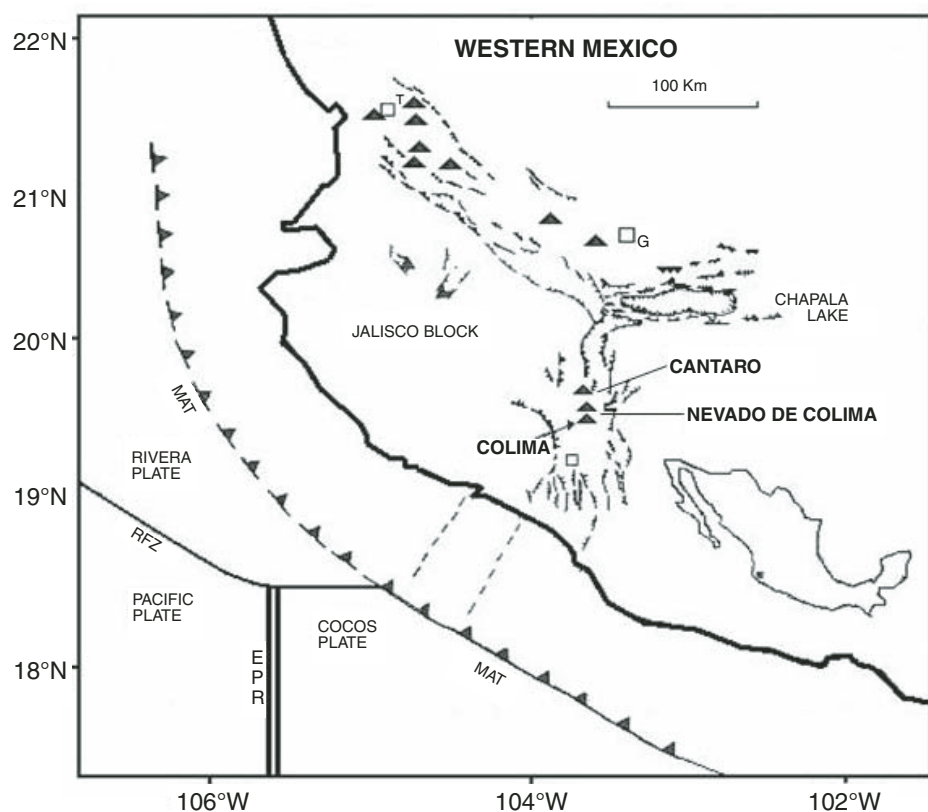 22°N
WESTERN MEXICO
100 Km
T
21°N
G
CHAPALA
LAKE
20°N
JALISCO BLOCK
CANTARO
MAT
NEVADO DE COLIMA
COLIMA
RIVERA
PLATE
19°N
RFZ
PACIFIC
PLATE
COCOS
PLATE
E
P
R
18°N
MAT
106°W
104°W
102°W